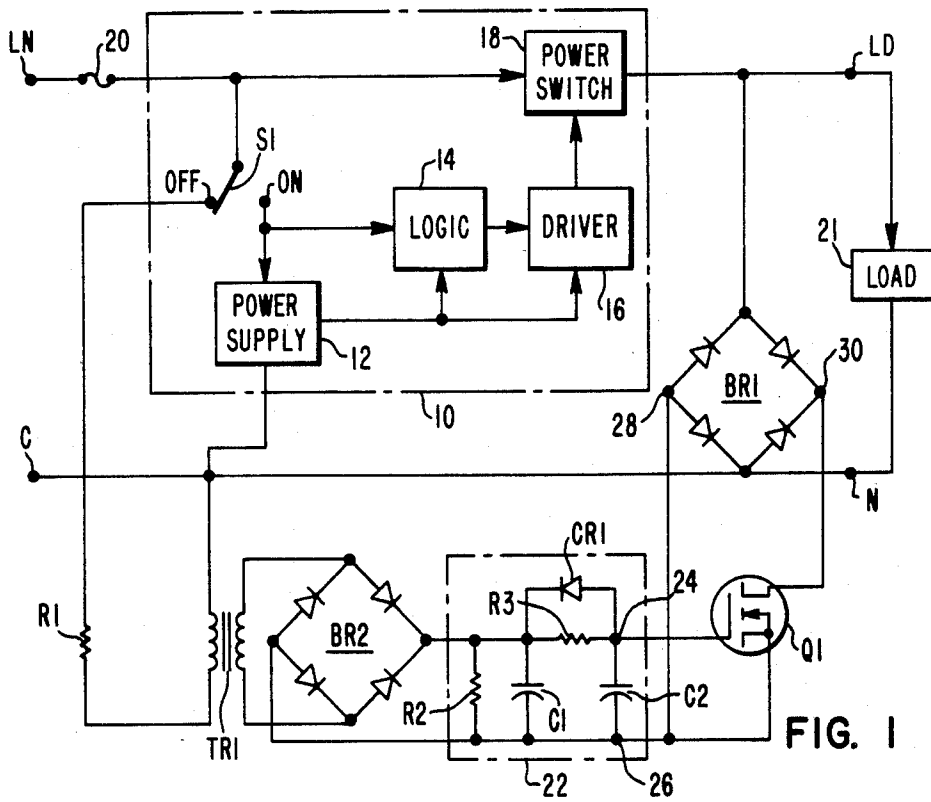 LN
20
18
POWER
SWITCH
LD
S1
OFF
ON
14
LOGIC
DRIVER
16
21
LOAD
POWER
SUPPLY
12
10
28
BR1
30
C
N
R1
TR1
BR2
CR1
R3
24
R2
C1
C2
Q1
22
26
FIG. 1